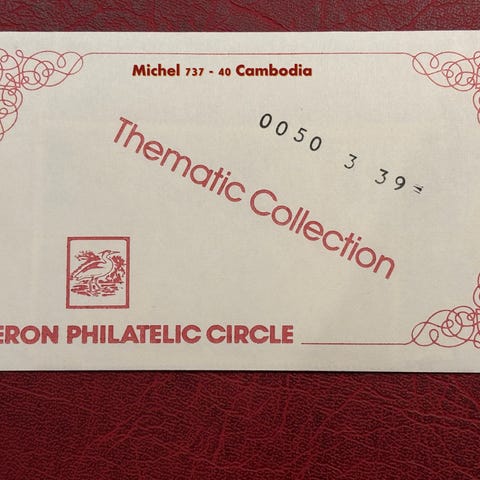 Michel 737 - 40 Cambodia
0050 3 39
Thematic Collection
ERON PHILATELIC CIRCLE